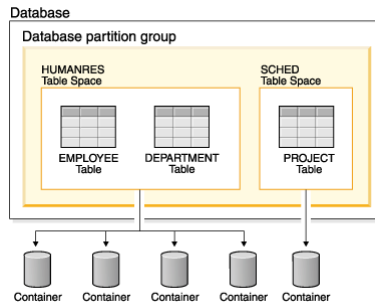 Database
Database partition group
HUMANRES
Table Space
SCHED
Table Space
EMPLOYEE
Table
DEPARTMENT
Table
PROJECT
Table
Container
Container
Container
Container
Container